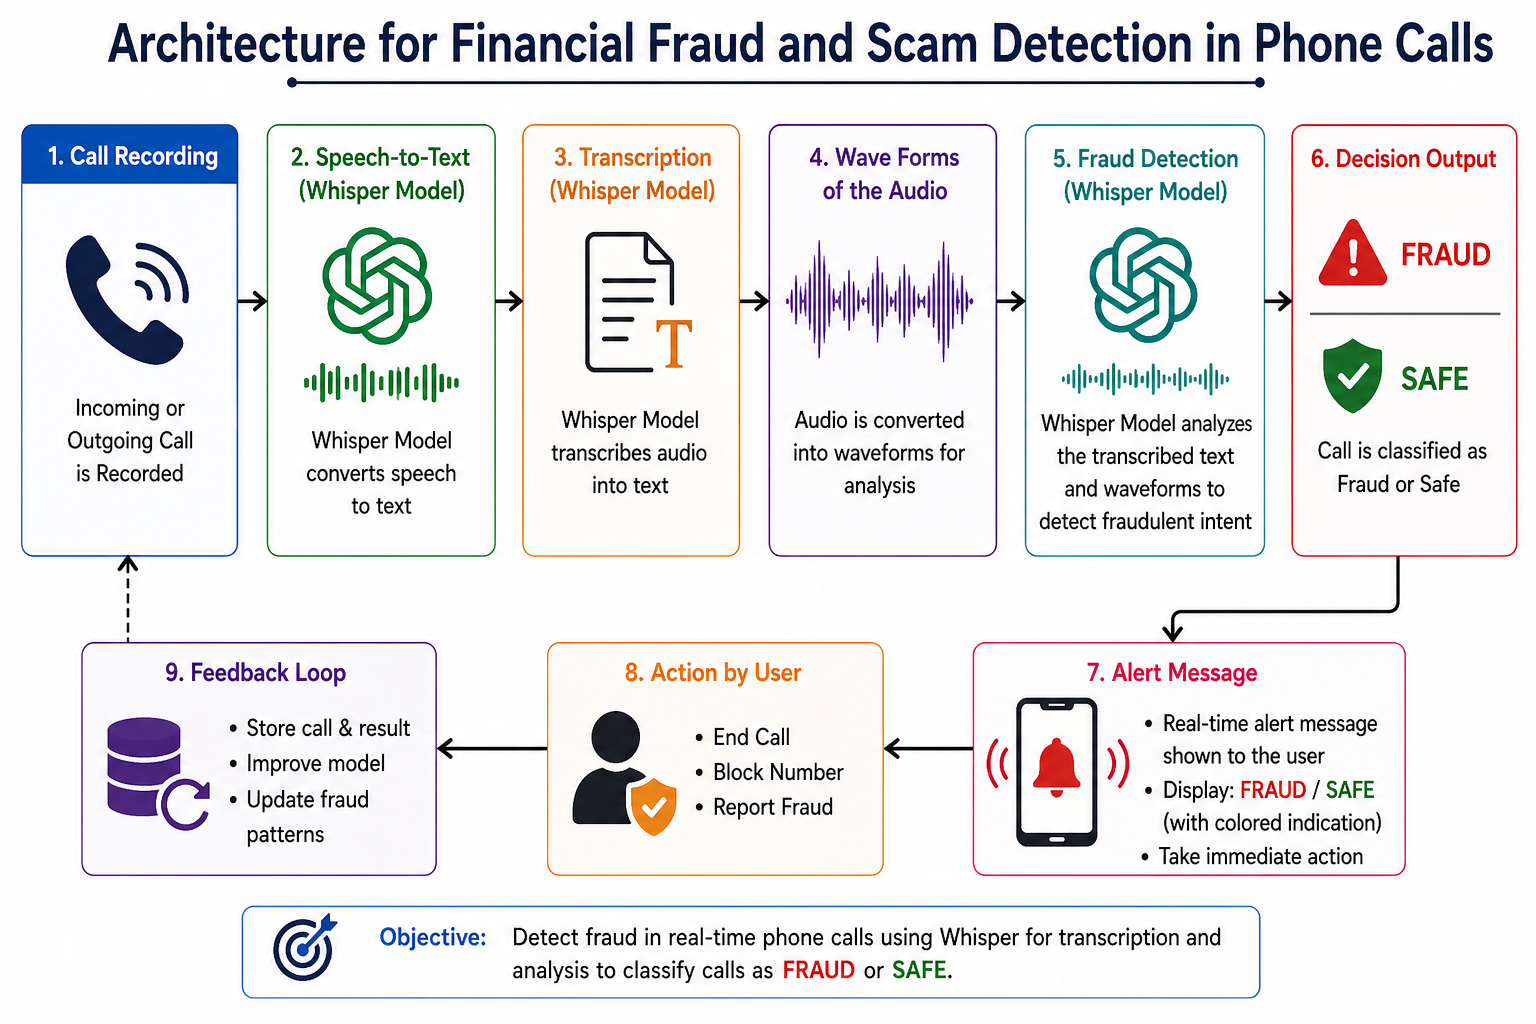 Architecture for Financial Fraud and Scam Detection in Phone Calls
1. Call Recording
Incoming or
Outgoing Call
is Recorded
2. Speech-to-Text
(Whisper Model)
Whisper Model
converts speech
to text
3. Transcription
(Whisper Model)
T
Whisper Model
transcribes audio
into text
4. Wave Forms
of the Audio
Audio is converted
into waveforms for
analysis
5. Fraud Detection
(Whisper Model)
Whisper Model analyzes
the transcribed text
and waveforms to
detect fraudulent intent
6. Decision Output
FRAUD
SAFE
Call is classified as
Fraud or Safe
7. Alert Message
• Real-time alert message
shown to the user
• Display: FRAUD / SAFE
(with colored indication)
• Take immediate action
8. Action by User
• End Call
• Block Number
• Report Fraud
9. Feedback Loop
• Store call & result
• Improve model
• Update fraud
patterns
Objective: Detect fraud in real-time phone calls using Whisper for transcription and
analysis to classify calls as FRAUD or SAFE.